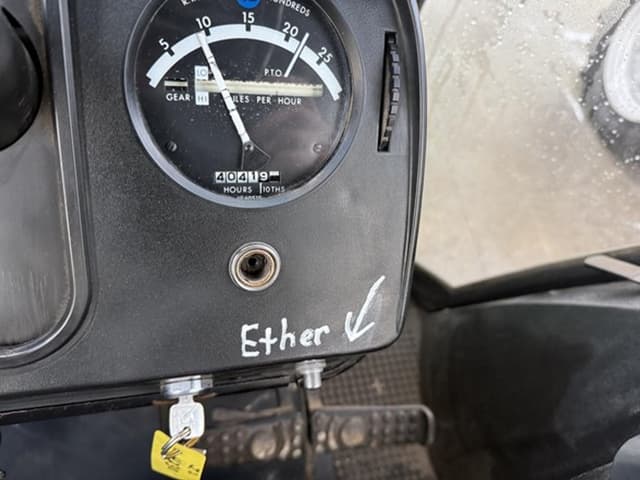 HUNDREDS
5 10 15 20 25
LO
P.T.O.
GEAR HI MILES - PER - HOUR
40419
HOURS 10THS
Ether